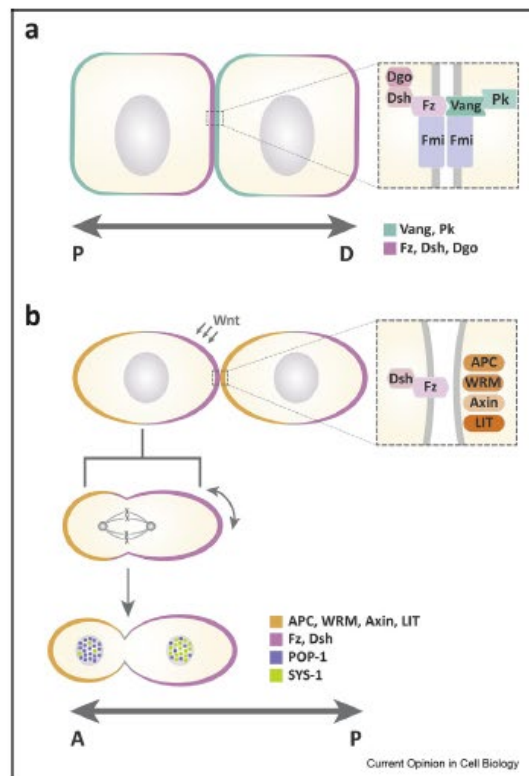 a
Dgo
Dsh
Fz
Vang
Pk
Fmi
Fmi
P
D
Vang, Pk
Fz, Dsh, Dgo
b
Wnt
Dsh
Fz
APC
WRM
Axin
LIT
APC, WRM, Axin, LIT
Fz, Dsh
POP-1
SYS-1
A
P
Current Opinion in Cell Biology